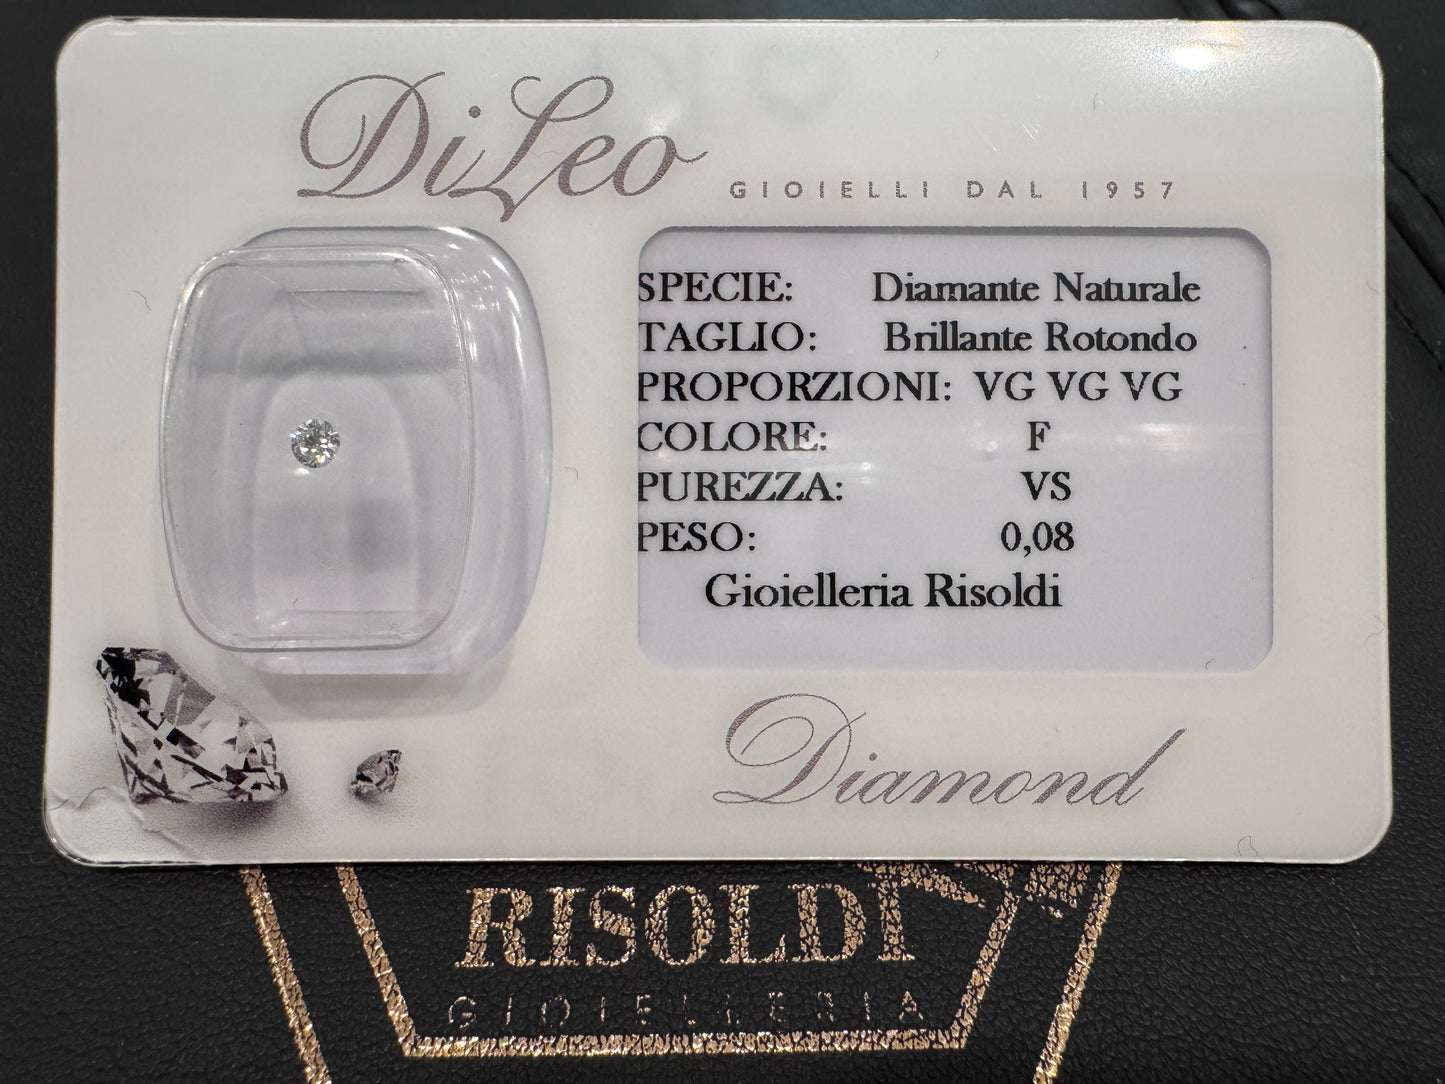 DiLeo
GIOIELLI DAL 1957
SPECIE: Diamante Naturale
TAGLIO: Brillante Rotondo
PROPORZIONI: VG VG VG
COLORE: F
PUREZZA: VS
PESO: 0,08
Gioielleria Risoldi
Diamond
RISOLDI
GIOIELLERIA